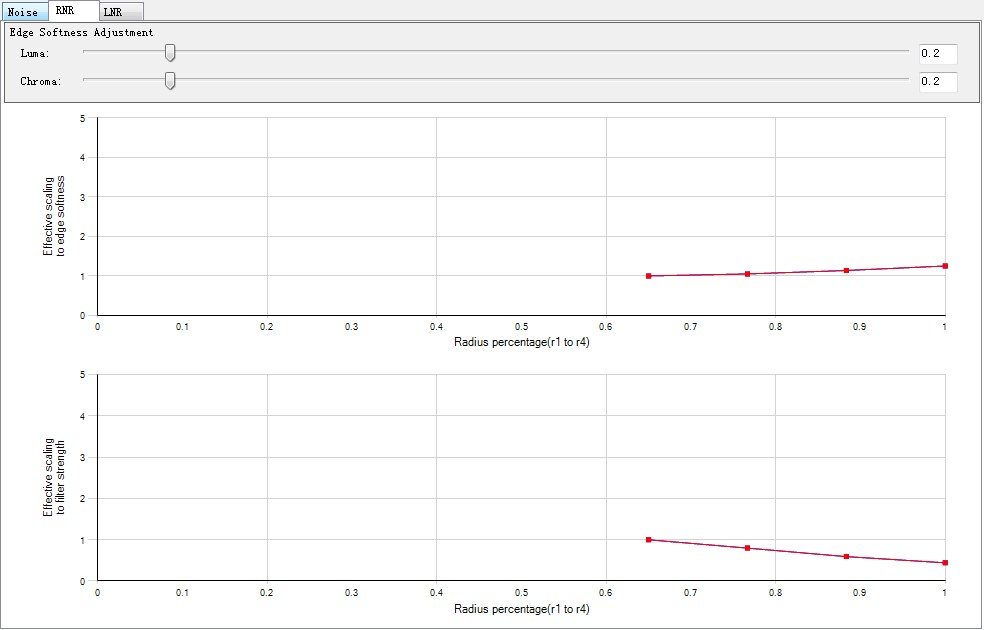 Noise RNR LNR
Edge Softness Adjustment
Luma: 0.2
Chroma: 0.2
5
4
3
2
1
0
Effective scaling
to edge softness
0 0.1 0.2 0.3 0.4 0.5 0.6 0.7 0.8 0.9 1
Radius percentage(r1 to r4)
5
4
3
2
1
0
Effective scaling
to filter strength
0 0.1 0.2 0.3 0.4 0.5 0.6 0.7 0.8 0.9 1
Radius percentage(r1 to r4)